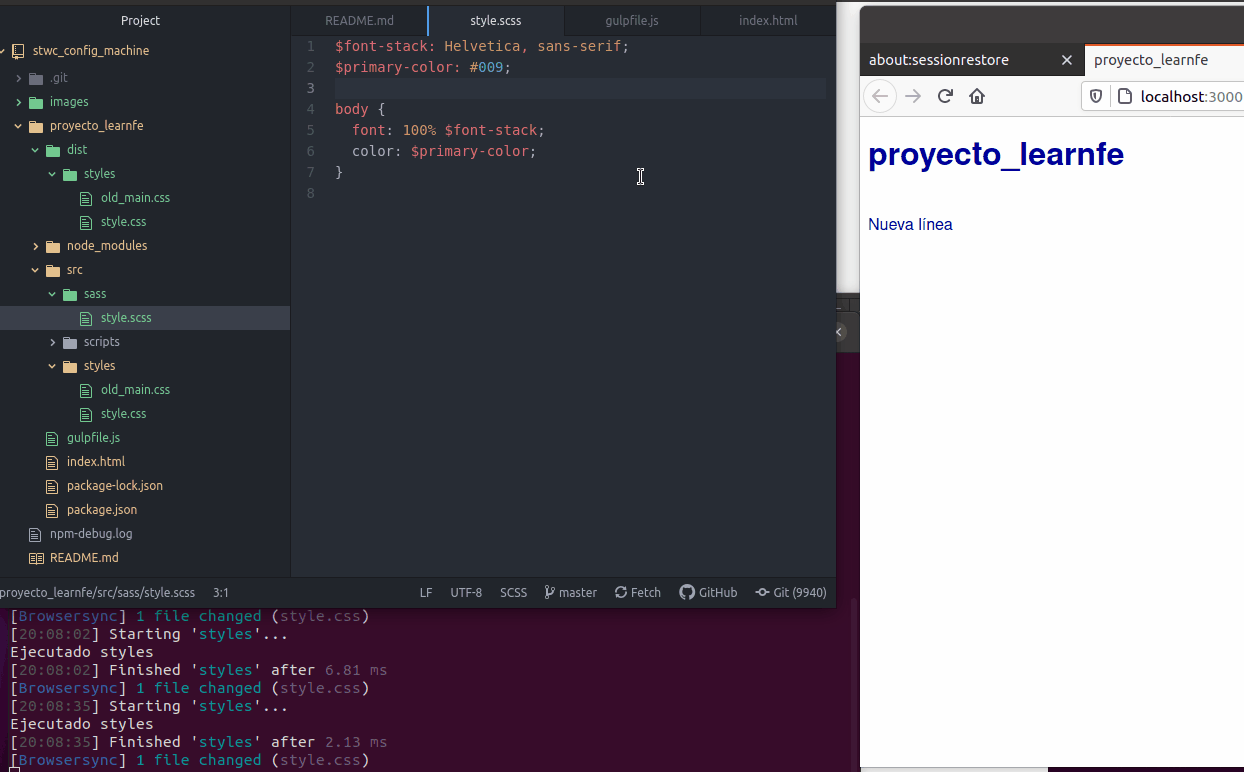 Project
stwc_config_machine
.git
images
proyecto_learnfe
dist
styles
old_main.css
style.css
node_modules
src
sass
style.scss
scripts
styles
old_main.css
style.css
gulpfile.js
index.html
package-lock.json
package.json
npm-debug.log
README.md
README.md style.scss gulpfile.js index.html
1 $font-stack: Helvetica, sans-serif;
2 $primary-color: #009;
3
4 body {
5 font: 100% $font-stack;
6 color: $primary-color;
7 }
8
proyecto_learnfe/src/sass/style.scss 3:1 LF UTF-8 SCSS master Fetch GitHub Git (9940)
[Browsersync] 1 file changed (style.css)
[20:08:02] Starting 'styles'...
Ejecutado styles
[20:08:02] Finished 'styles' after 6.81 ms
[Browsersync] 1 file changed (style.css)
[20:08:35] Starting 'styles'...
Ejecutado styles
[20:08:35] Finished 'styles' after 2.13 ms
[Browsersync] 1 file changed (style.css)
about:sessionrestore proyecto_learnfe
localhost:3000
proyecto_learnfe
Nueva línea